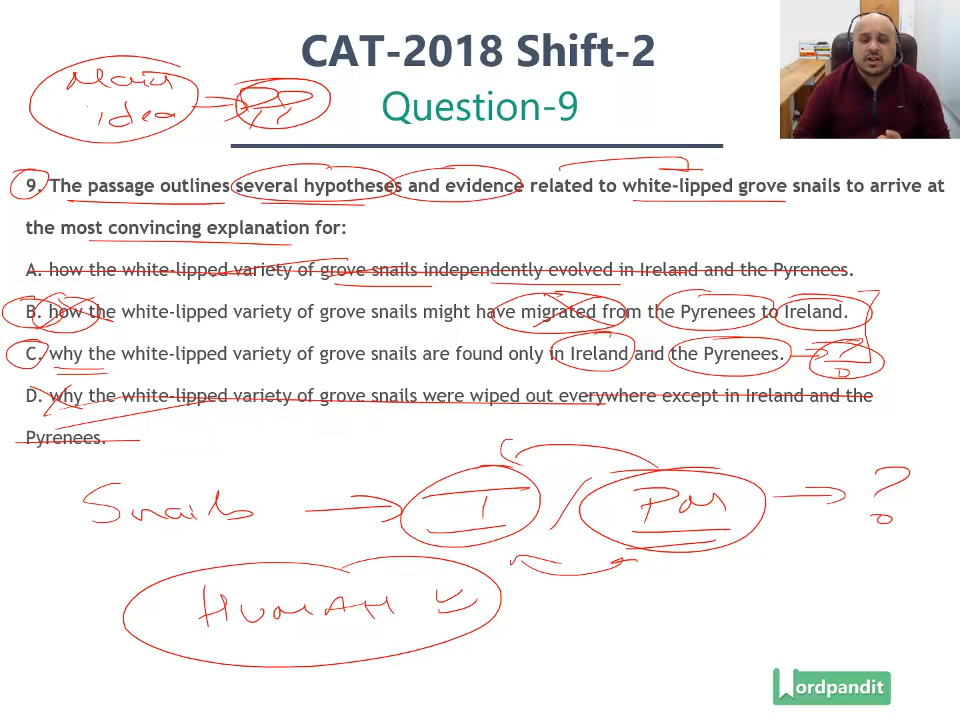 CAT-2018 Shift-2
Question-9
Main
idea
9. The passage outlines several hypotheses and evidence related to white-lipped grove snails to arrive at
the most convincing explanation for:
A. how the white-lipped variety of grove snails independently evolved in Ireland and the Pyrenees.
B. how the white-lipped variety of grove snails might have migrated from the Pyrenees to Ireland.
C. why the white-lipped variety of grove snails are found only in Ireland and the Pyrenees. → ?
D. why the white-lipped variety of grove snails were wiped out everywhere except in Ireland and the
Pyrenees.
Snails → I / → ?
HUMAN
Wordpandit